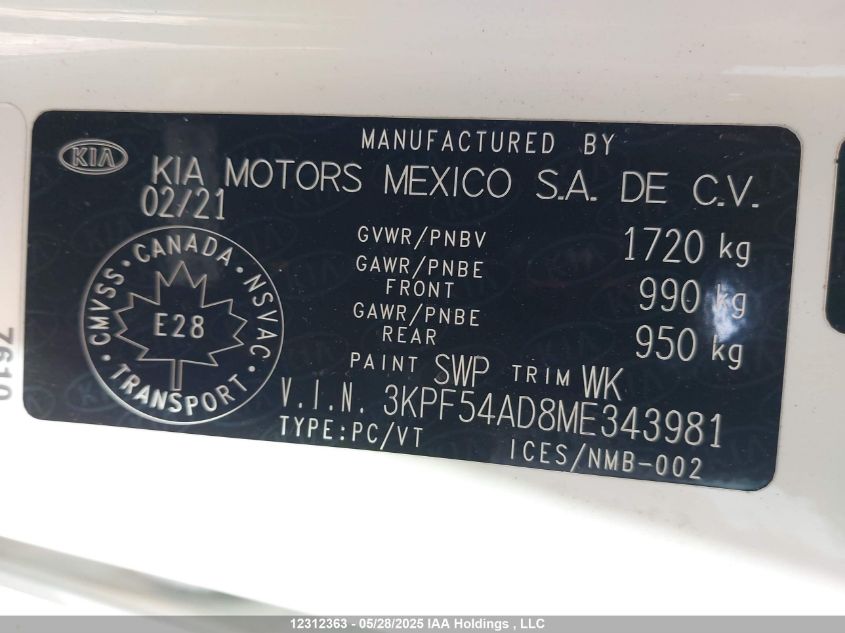 MANUFACTURED BY
KIA
KIA MOTORS MEXICO S.A. DE C.V.
02/21
GVWR/PNBV 1720 kg
GAWR/PNBE FRONT 990 kg
GAWR/PNBE REAR 950 kg
CANADA • NSVAC • TRANSPORT • CMVSS •
E28
PAINT SWP TRIM WK
V.I.N. 3KPF54AD8ME343981
TYPE:PC/VT ICES/NMB-002
12312363 - 05/28/2025 IAA Holdings , LLC